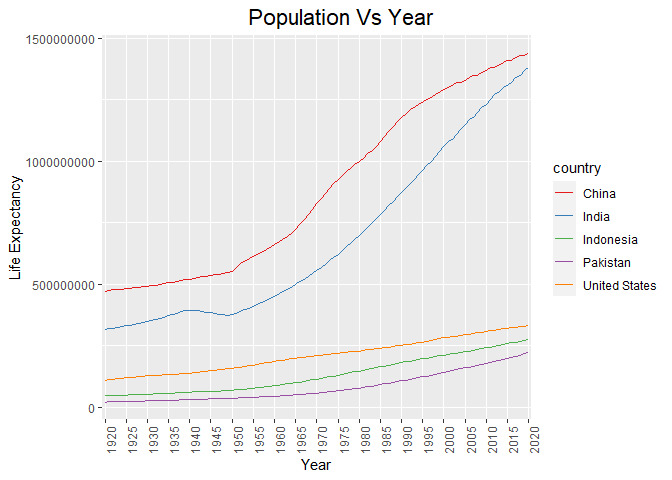 Population Vs Year
1500000000
1000000000
500000000
0
Life Expectancy
1920
1925
1930
1935
1940
1945
1950
1955
1960
1965
1970
1975
1980
1985
1990
1995
2000
2005
2010
2015
2020
Year
country
China
India
Indonesia
Pakistan
United States